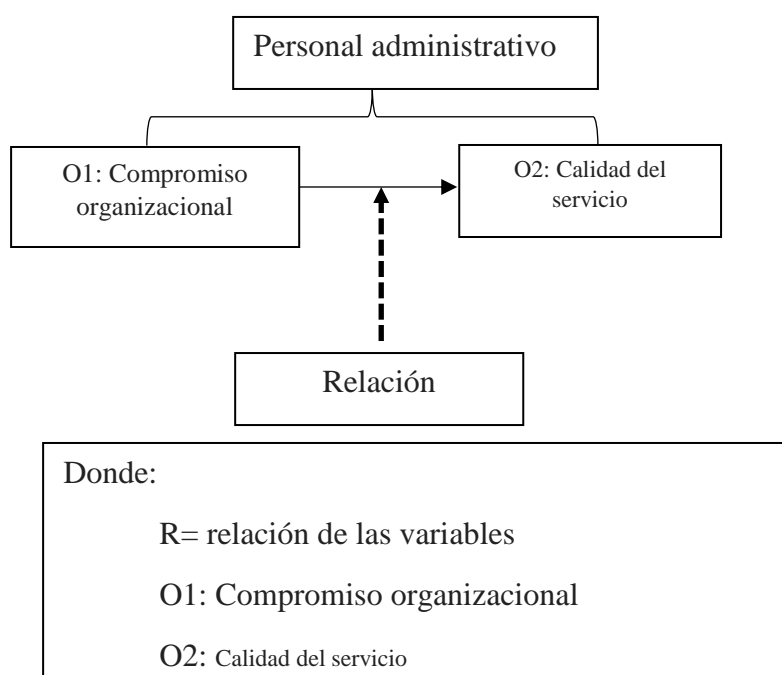 Personal administrativo
O1: Compromiso
organizacional
O2: Calidad del
servicio
Relación
Donde:
R= relación de las variables
O1: Compromiso organizacional
O2: Calidad del servicio